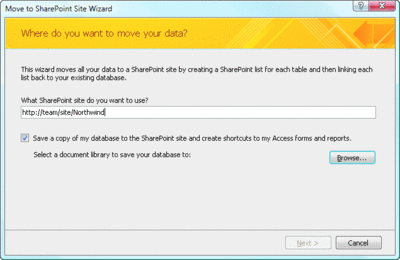 Move to SharePoint Site Wizard
Where do you want to move your data?
This wizard moves all your data to a SharePoint site by creating a SharePoint list for each table and then linking each
list back to your existing database.
What SharePoint site do you want to use?
http://team/site/Northwind
Save a copy of my database to the SharePoint site and create shortcuts to my Access forms and reports.
Select a document library to save your database to:
Browse...
Next >
Cancel